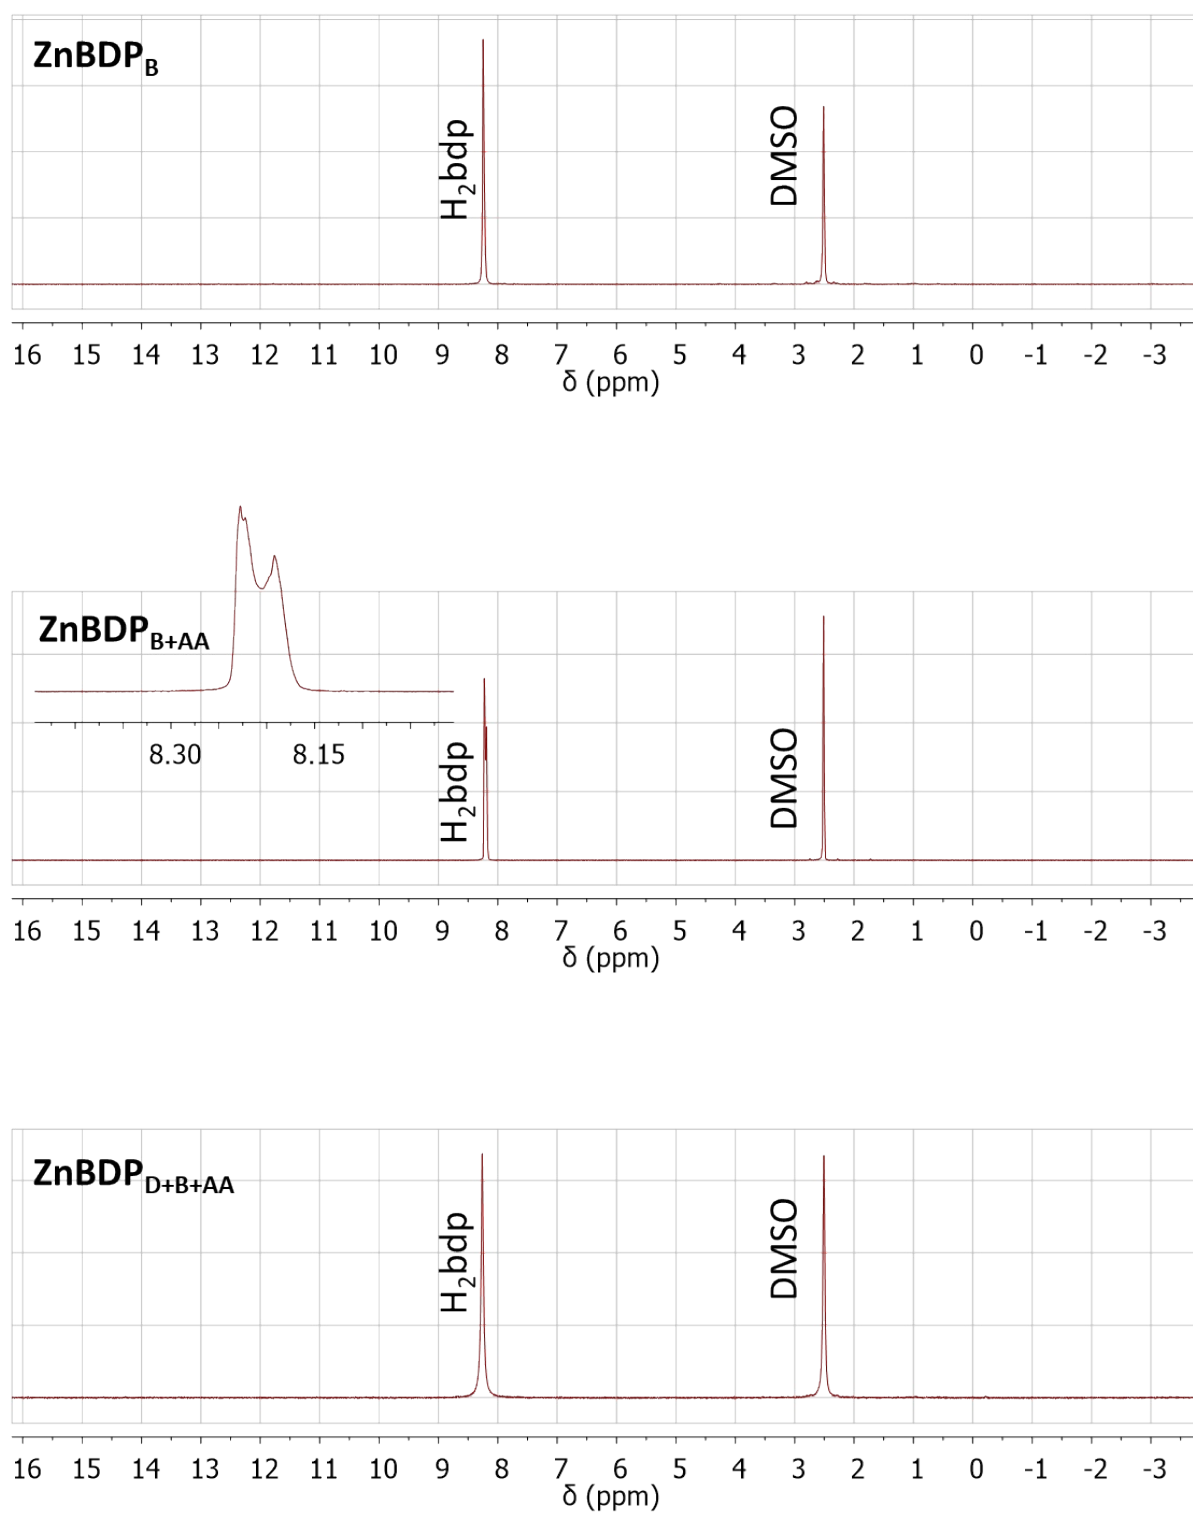 ZnBDP_B
H₂bdp
DMSO
16 15 14 13 12 11 10 9 8 7 6 5 4 3 2 1 0 -1 -2 -3
δ (ppm)
ZnBDP_B+AA
8.30 8.15
H₂bdp
DMSO
16 15 14 13 12 11 10 9 8 7 6 5 4 3 2 1 0 -1 -2 -3
δ (ppm)
ZnBDP_D+B+AA
H₂bdp
DMSO
16 15 14 13 12 11 10 9 8 7 6 5 4 3 2 1 0 -1 -2 -3
δ (ppm)